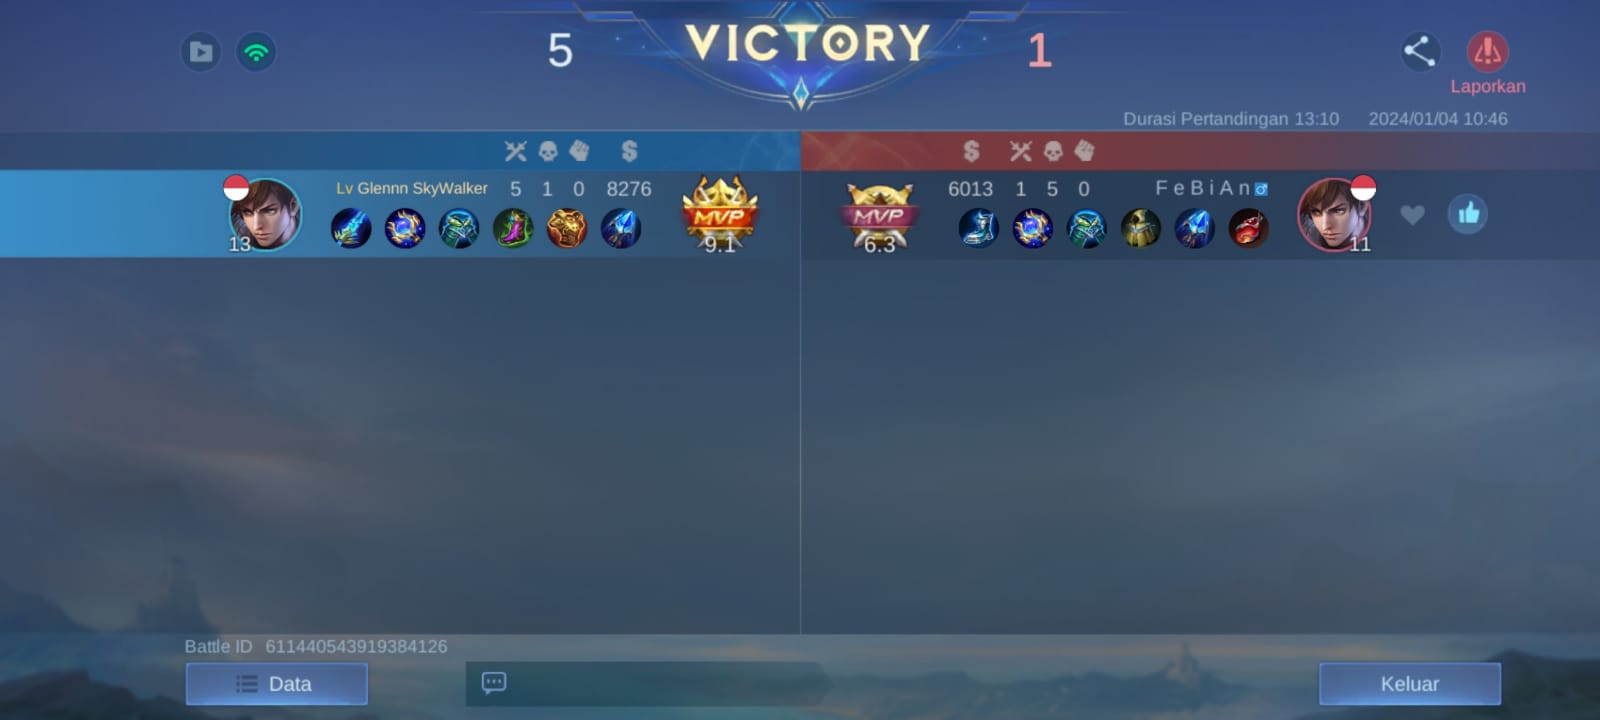 5 VICTORY 1
Laporkan
Durasi Pertandingan 13:10 2024/01/04 10:46
Lv Glennn SkyWalker 5 1 0 8276 MVP 6013 1 5 0 F e B i A n♂
13 9.1 MVP 6.3 11
Battle ID 611440543919384126
Data Keluar